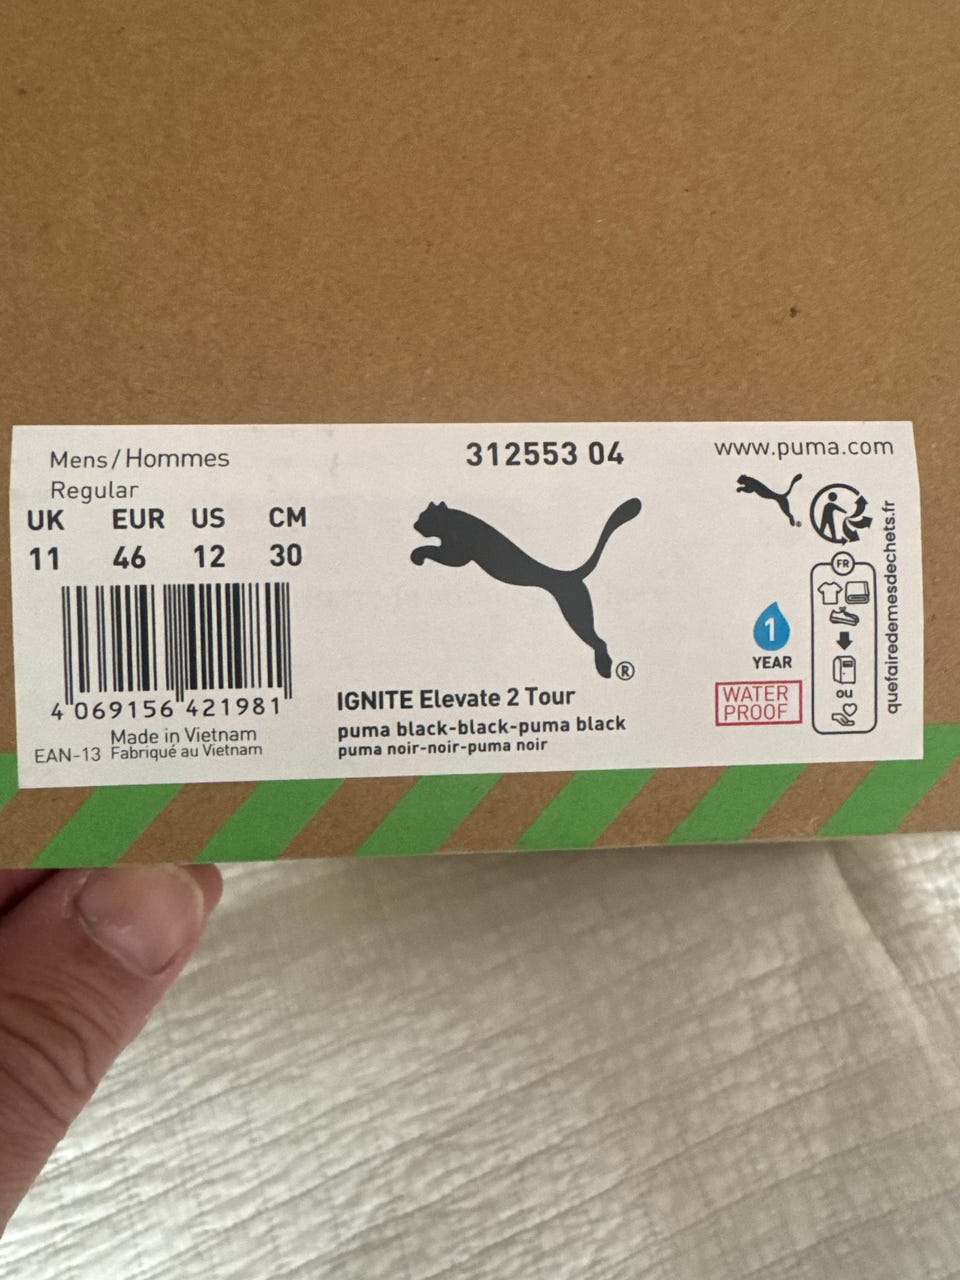 Mens/Hommes
Regular
UK EUR US CM
11 46 12 30
4 069156 421981
Made in Vietnam
EAN-13 Fabriqué au Vietnam
312553 04
®
IGNITE Elevate 2 Tour
puma black-black-puma black
puma noir-noir-puma noir
www.puma.com
®
1
YEAR
WATER
PROOF
FR
ou
quefairedemesdechets.fr